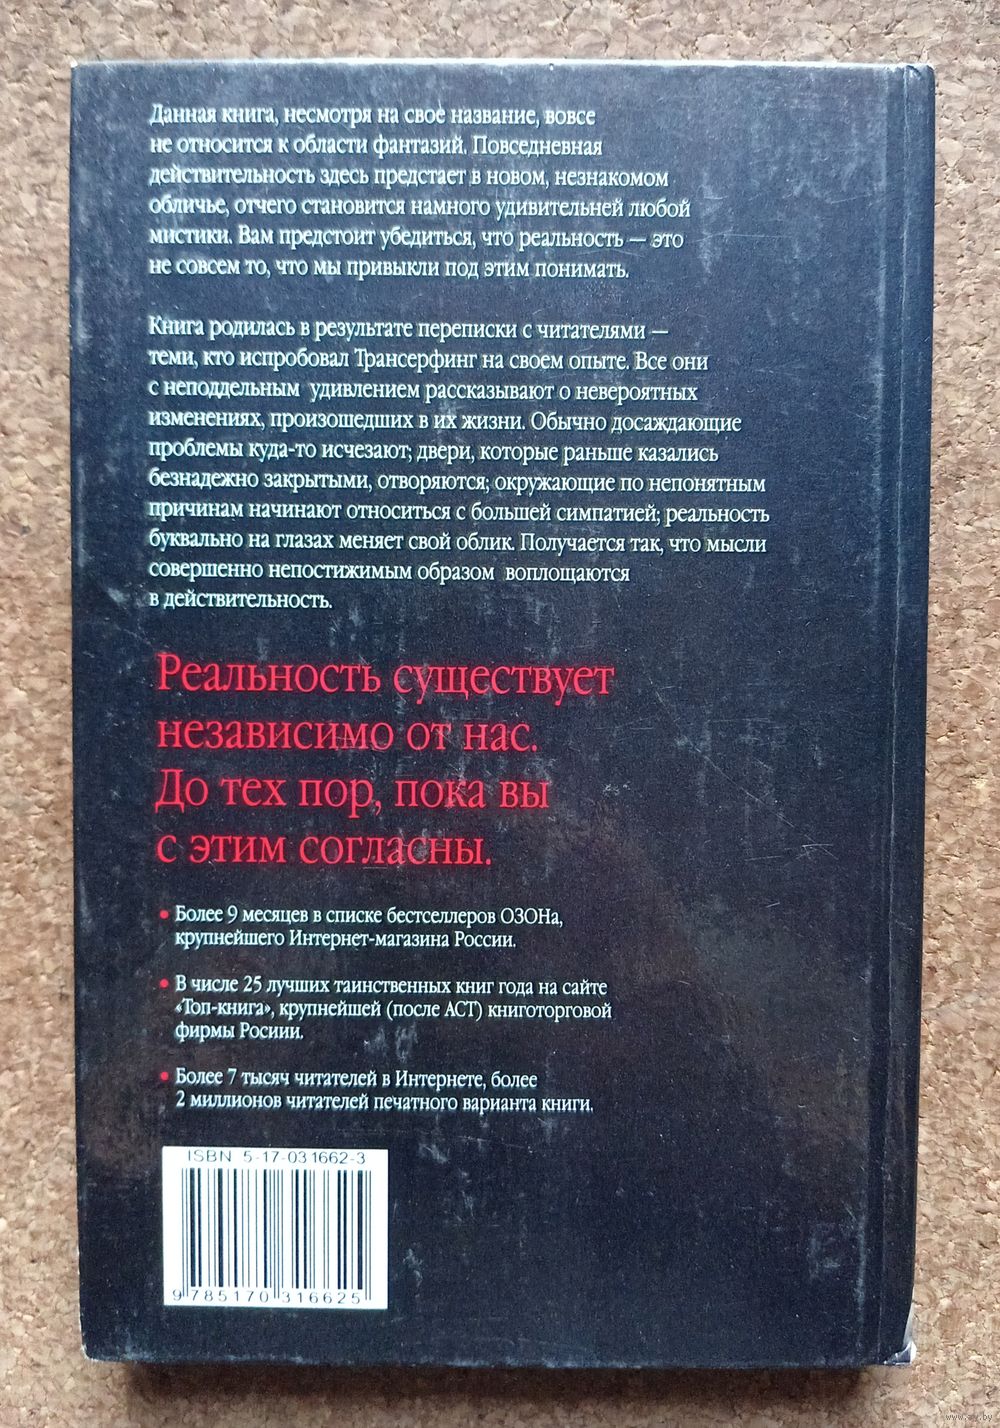 Данная книга, несмотря на свое название, вовсе
не относится к области фантазий. Повседневная
действительность здесь предстает в новом, незнакомом
обличье, отчего становится намного удивительней любой
мистики. Вам предстоит убедиться, что реальность — это
не совсем то, что мы привыкли под этим понимать.
Книга родилась в результате переписки с читателями —
теми, кто испробовал Трансерфинг на своем опыте. Все они
с неподдельным удивлением рассказывают о невероятных
изменениях, произошедших в их жизни. Обычно досаждающие
проблемы куда-то исчезают; двери, которые раньше казались
безнадежно закрытыми, отворяются; окружающие по непонятным
причинам начинают относиться с большей симпатией; реальность
буквально на глазах меняет свой облик. Получается так, что мысли
совершенно непостижимым образом воплощаются
в действительность.
Реальность существует
независимо от нас.
До тех пор, пока вы
с этим согласны.
• Более 9 месяцев в списке бестселлеров ОЗОНа,
крупнейшего Интернет-магазина России.
• В числе 25 лучших таинственных книг года на сайте
«Топ-книга», крупнейшей (после АСТ) книготорговой
фирмы Росиии.
• Более 7 тысяч читателей в Интернете, более
2 миллионов читателей печатного варианта книги.
ISBN 5-17-031662-3
9 785170 316625
www.ay.by